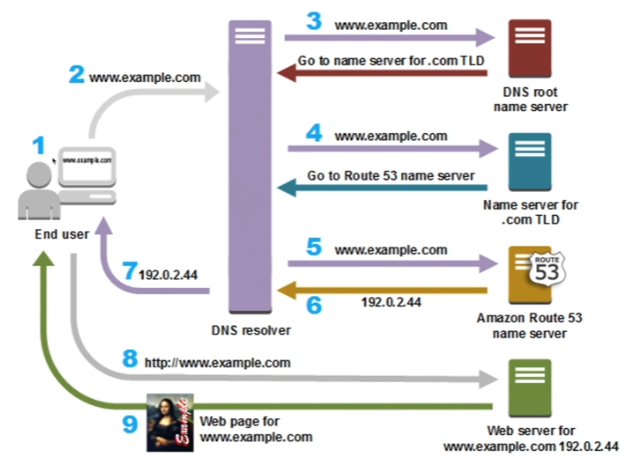 3
www.example.com
Go to name server for .com TLD
DNS root
name server
2
www.example.com
1
www.example.com
End user
4
www.example.com
Go to Route 53 name server
Name server for
.com TLD
5
www.example.com
ROUTE
53
7
192.0.2.44
6
192.0.2.44
Amazon Route 53
name server
DNS resolver
8
http://www.example.com
9
Example
Web page for
www.example.com
Web server for
www.example.com 192.0.2.44